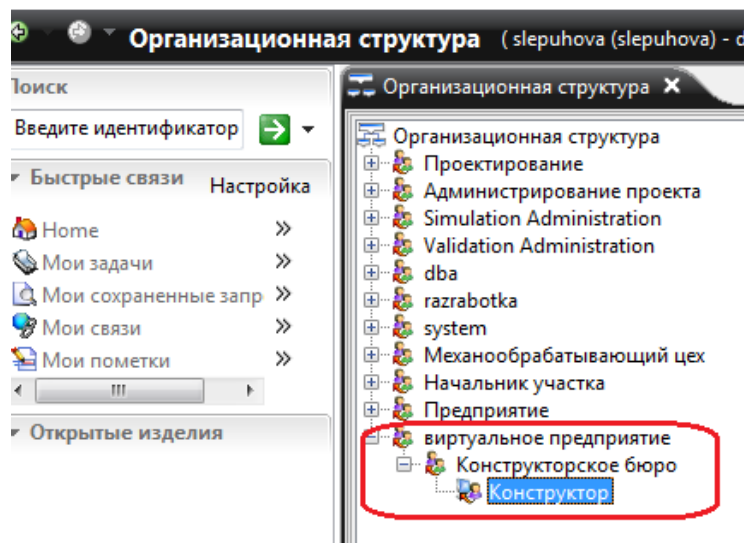 Организационная структура ( slepuhova (slepuhova) - d
Поиск
Введите идентификатор
Быстрые связи Настройка
Home
Мои задачи
Мои сохраненные запр
Мои связи
Мои пометки
Открытые изделия
Организационная структура
Организационная структура
Проектирование
Администрирование проекта
Simulation Administration
Validation Administration
dba
razrabotka
system
Механообрабатывающий цех
Начальник участка
Предприятие
виртуальное предприятие
Конструкторское бюро
Конструктор